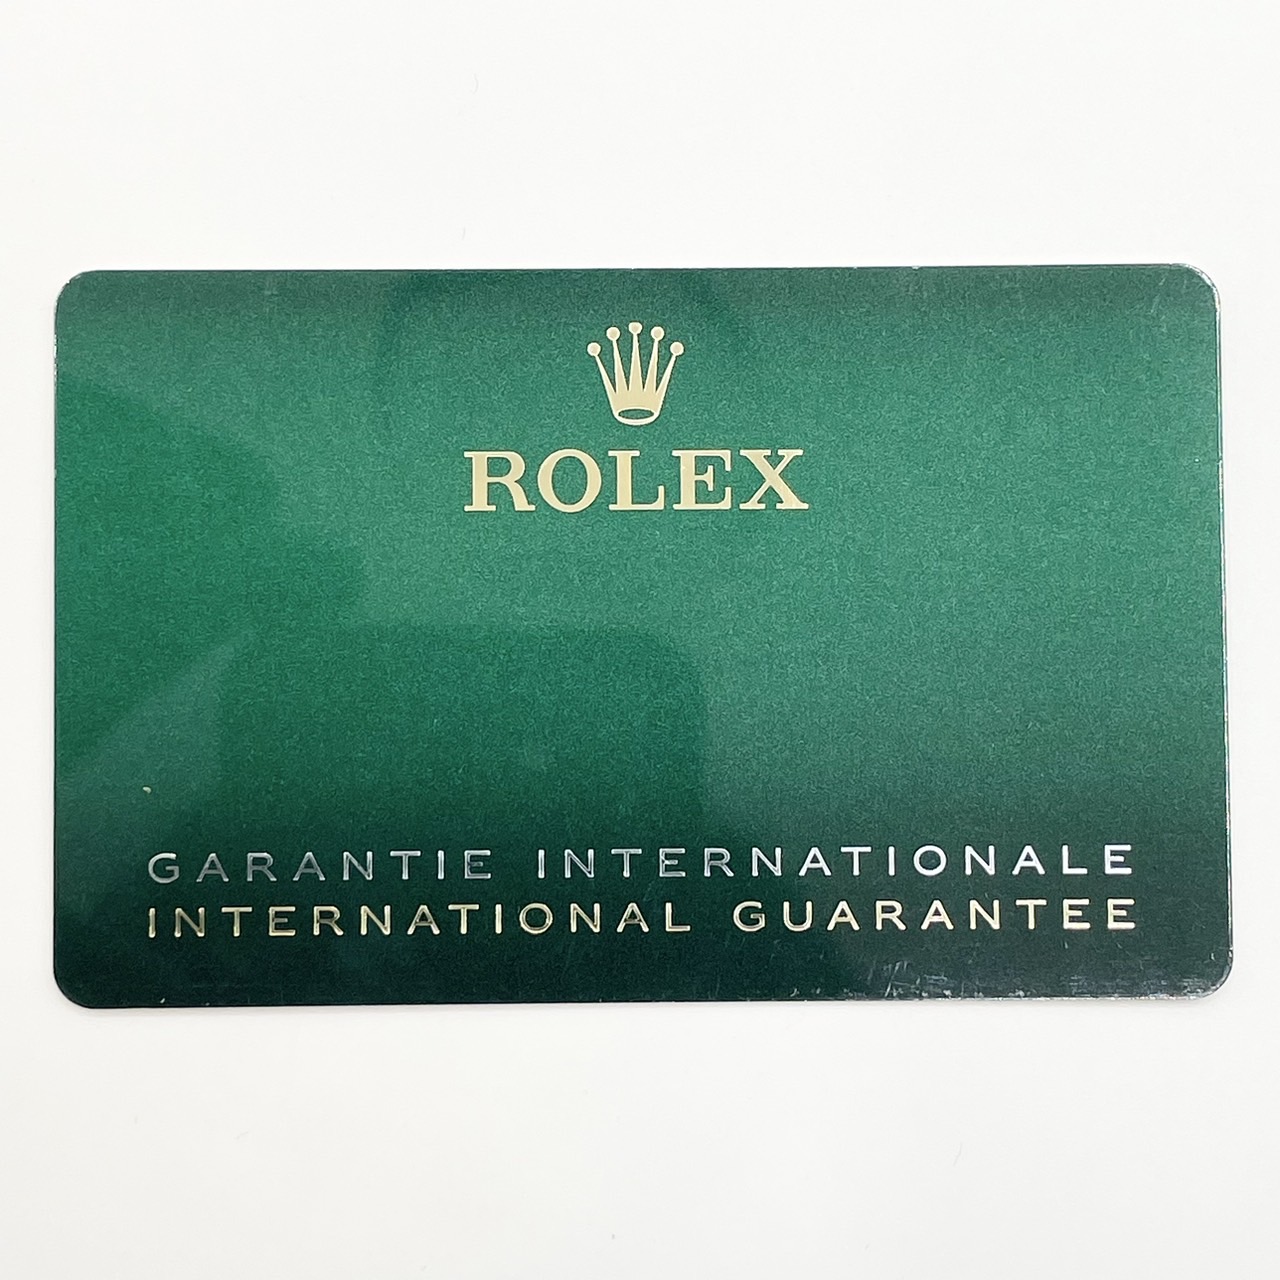 ROLEX
GARANTIE INTERNATIONALE
INTERNATIONAL GUARANTEE